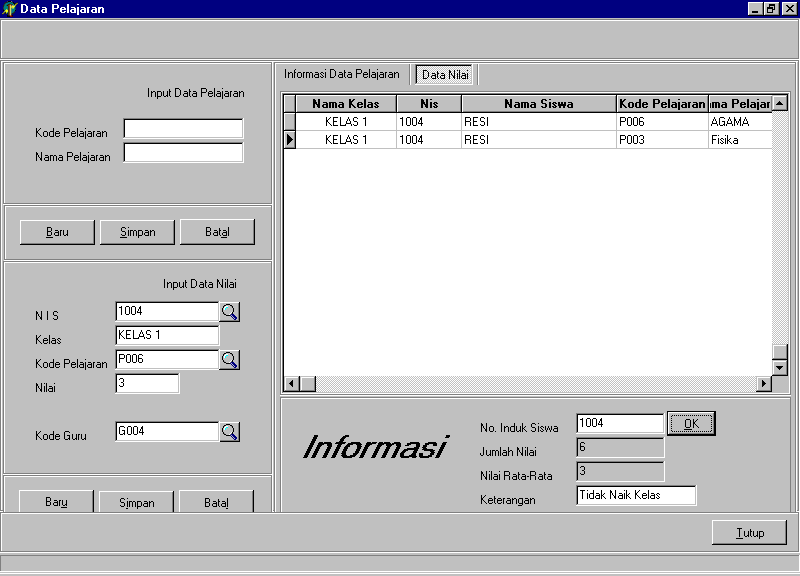 Data Pelajaran
Input Data Pelajaran
Kode Pelajaran
Nama Pelajaran
Baru Simpan Batal
Input Data Nilai
N I S 1004
Kelas KELAS 1
Kode Pelajaran P006
Nilai 3
Kode Guru G004
Baru Simpan Batal
Informasi Data Pelajaran Data Nilai
Nama Kelas Nis Nama Siswa Kode Pelajaran ma Pelajar
KELAS 1 1004 RESI P006 AGAMA
KELAS 1 1004 RESI P003 Fisika
Informasi
No. Induk Siswa 1004 OK
Jumlah Nilai 6
Nilai Rata-Rata 3
Keterangan Tidak Naik Kelas
Tutup